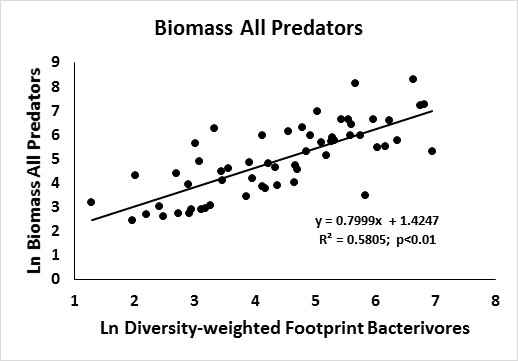 Biomass All Predators
Ln Biomass All Predators
9
8
7
6
5
4
3
2
1
0
y = 0.7999x + 1.4247
R² = 0.5805; p<0.01
1 2 3 4 5 6 7 8
Ln Diversity-weighted Footprint Bacterivores